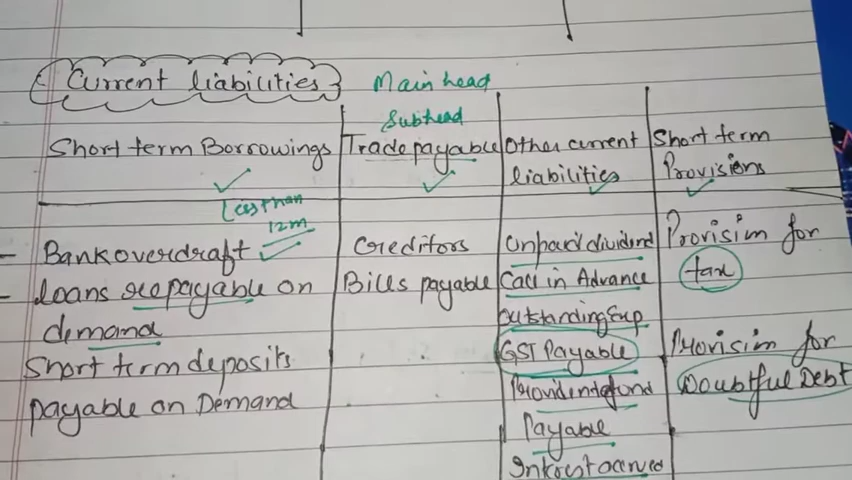 Current liabilities
Main head
Subhead
Short term Borrowings
Trade payable
Other current
liabilities
Short term
Provisions
Less than
12m
- Bank overdraft
- loans repayable on
demand
Short term deposits
payable on Demand
Creditors
Bills payable
Unpaid dividend
Call in Advance
Outstanding Exp
GST Payable
Provident fund
Payable
Interest accrued
Provision for
tax
Provision for
Doubtful Debt